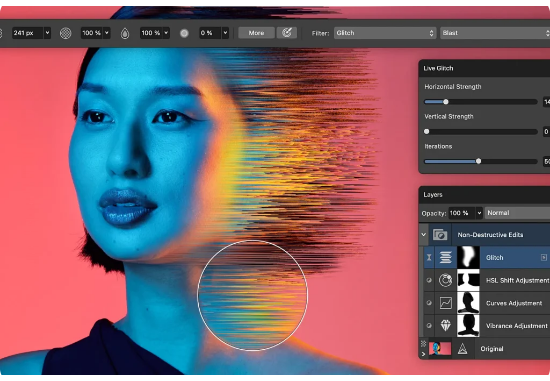 241 px 100 % 100 % 0 % More Filter: Glitch Blast
Live Glitch
Horizontal Strength
Vertical Strength
0
Iterations
Layers
Opacity: 100 % Normal
Non-Destructive Edits
Glitch
HSL Shift Adjustment
Curves Adjustment
Vibrance Adjustment
Original